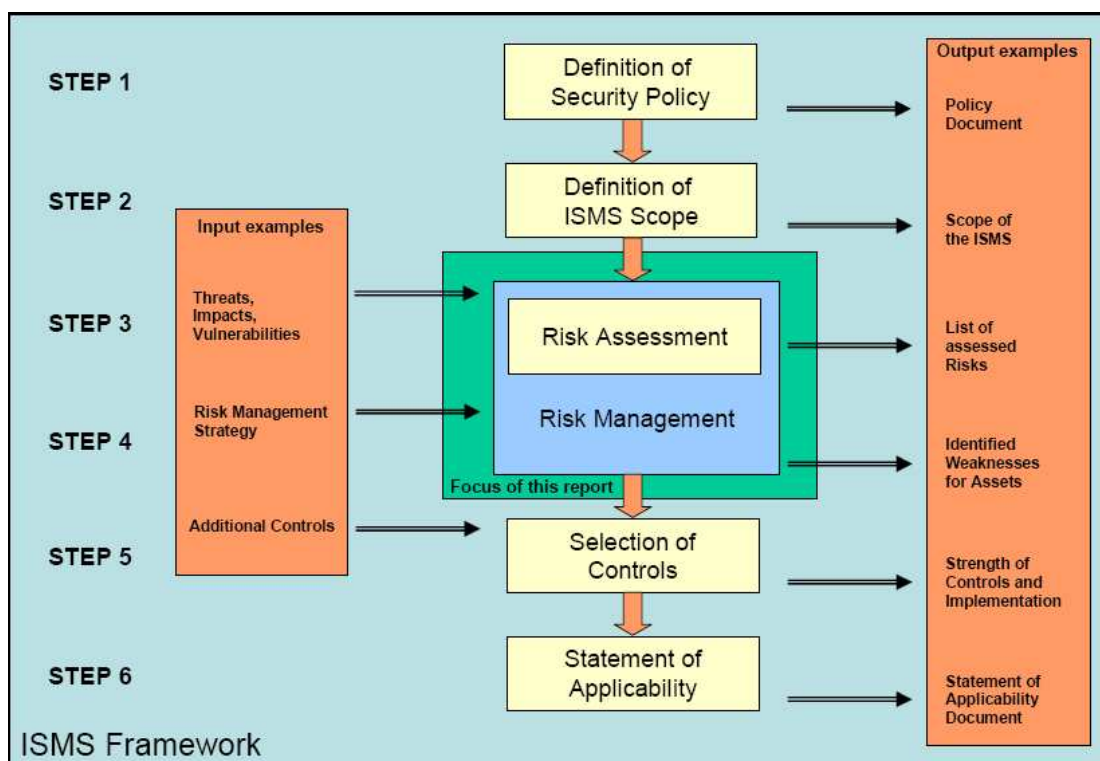 STEP 1
Definition of
Security Policy
Output examples
Policy
Document
STEP 2
Definition of
ISMS Scope
Scope of
the ISMS
Input examples
Threats,
Impacts,
Vulnerabilities
STEP 3
Risk Assessment
List of
assessed
Risks
Risk Management
Strategy
STEP 4
Risk Management
Identified
Weaknesses
for Assets
Focus of this report
Additional Controls
STEP 5
Selection of
Controls
Strength of
Controls and
Implementation
STEP 6
Statement of
Applicability
Statement of
Applicability
Document
ISMS Framework